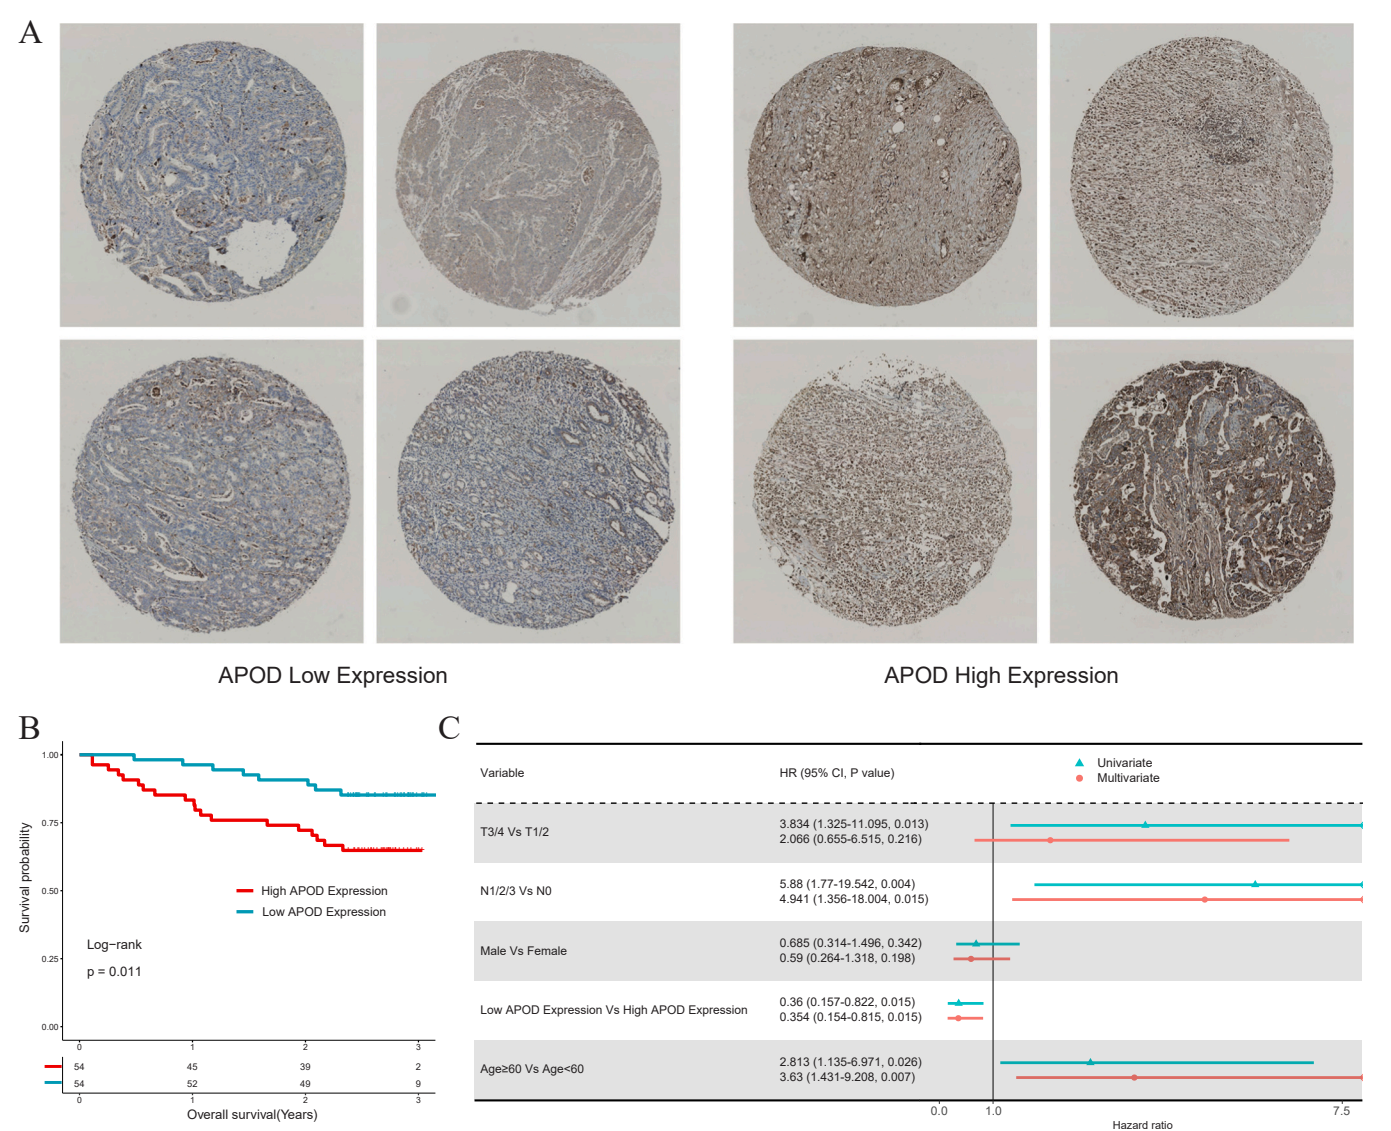 A
APOD Low Expression
APOD High Expression
B
Survival probability
1.00
0.75
0.50
0.25
0.00
High APOD Expression
Low APOD Expression
Log−rank
p = 0.011
0 1 2 3
54 45 39 2
54 52 49 9
0 1 2 3
Overall survival(Years)
C
Variable
HR (95% CI, P value)
Univariate
Multivariate
T3/4 Vs T1/2
3.834 (1.325-11.095, 0.013)
2.066 (0.655-6.515, 0.216)
N1/2/3 Vs N0
5.88 (1.77-19.542, 0.004)
4.941 (1.356-18.004, 0.015)
Male Vs Female
0.685 (0.314-1.496, 0.342)
0.59 (0.264-1.318, 0.198)
Low APOD Expression Vs High APOD Expression
0.36 (0.157-0.822, 0.015)
0.354 (0.154-0.815, 0.015)
Age≥60 Vs Age<60
2.813 (1.135-6.971, 0.026)
3.63 (1.431-9.208, 0.007)
0.0 1.0 7.5
Hazard ratio